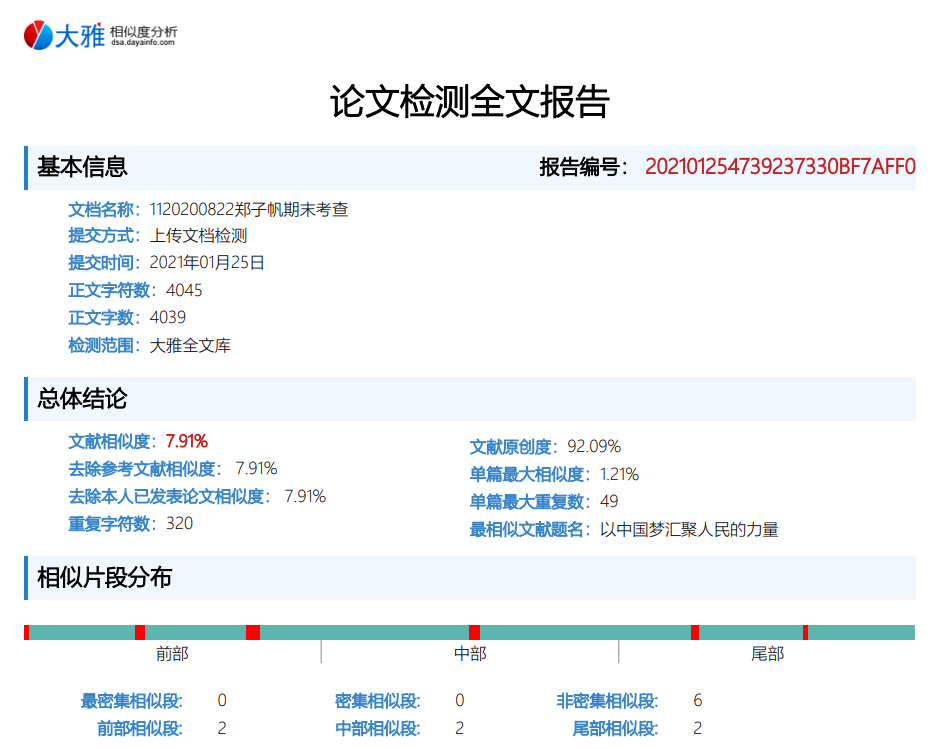 大雅 相似度分析
dsa.dayainfo.com
论文检测全文报告
基本信息 报告编号： 202101254739237330BF7AFF0
文档名称：1120200822郑子帆期末考查
提交方式：上传文档检测
提交时间：2021年01月25日
正文字符数：4045
正文字数：4039
检测范围：大雅全文库
总体结论
文献相似度：7.91% 文献原创度：92.09%
去除参考文献相似度： 7.91% 单篇最大相似度：1.21%
去除本人已发表论文相似度： 7.91% 单篇最大重复数：49
重复字符数：320 最相似文献题名：以中国梦汇聚人民的力量
相似片段分布
前部 中部 尾部
最密集相似段: 0 密集相似段: 0 非密集相似段: 6
前部相似段: 2 中部相似段: 2 尾部相似段: 2